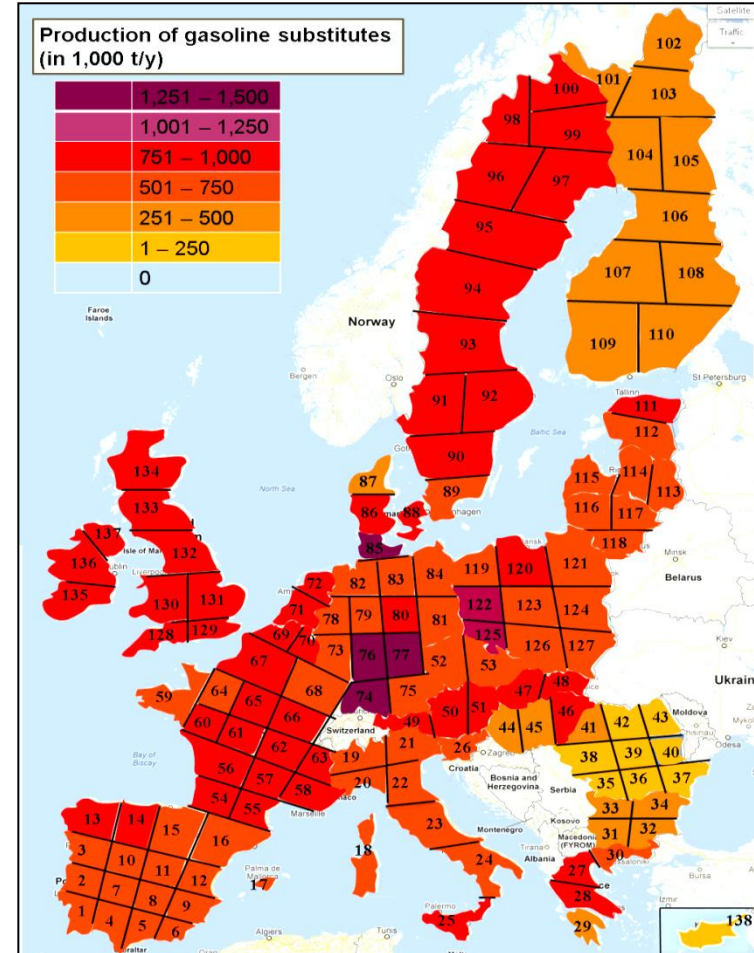 Production of gasoline substitutes
(in 1,000 t/y)
1,251 – 1,500
1,001 – 1,250
751 – 1,000
501 – 750
251 – 500
1 – 250
0
Satellite
Traffic
102
101
103
100
98
99
104
105
96
97
106
95
107
108
94
Faroe
Islands
Norway
93
109
110
Bergen
Oslo
St Petersburg
Tallinn
91
92
111
112
Baltic Sea
90
134
North Sea
87
89
115
114
113
133
86
88
116
117
137
Isle of Man
132
85
118
Minsk
136
Belarus
135
130
131
72
71
82
83
84
119
120
121
128
129
78
79
80
81
122
123
124
69
70
73
76
77
125
126
127
Kiev
67
52
53
59
64
65
68
74
75
Ukraine
60
61
66
47
48
Switzerland
49
50
51
46
Moldova
Bay of
Biscay
56
62
63
19
21
26
44
45
41
42
43
Chisinau
Odesa
57
58
20
22
Zagreb
Croatia
38
39
40
54
55
Bosnia and
Herzegovina
Serbia
35
36
37
13
14
15
Marseille
23
Montenegro
Kosovo
33
34
3
10
16
Macedonia
(FYROM)
31
32
2
7
11
12
18
24
Tirana
Albania
30
Palma de
Mallorca
17
27
Bursa
1
4
8
9
28
Izmir
5
6
Palermo
25
29
138
Algiers
Tunis